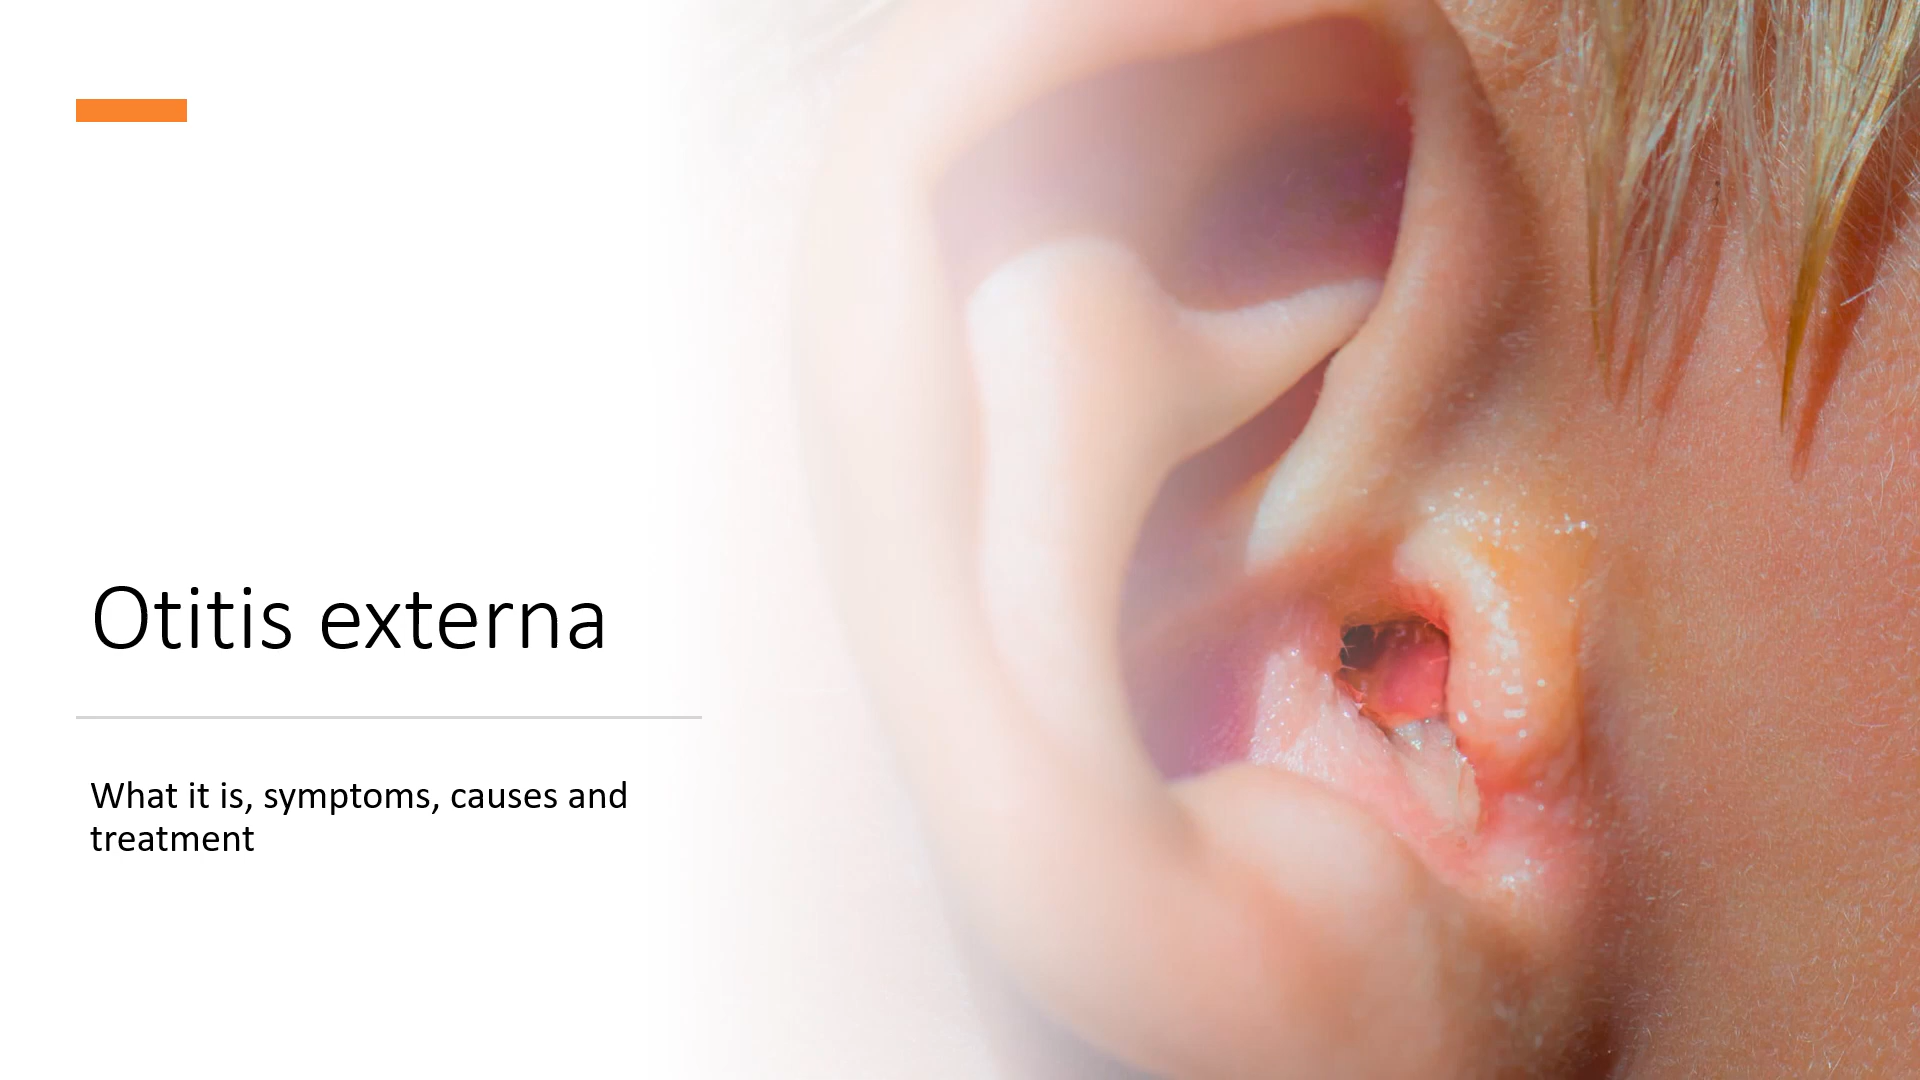 Otitis externa
What it is, symptoms, causes and
treatment